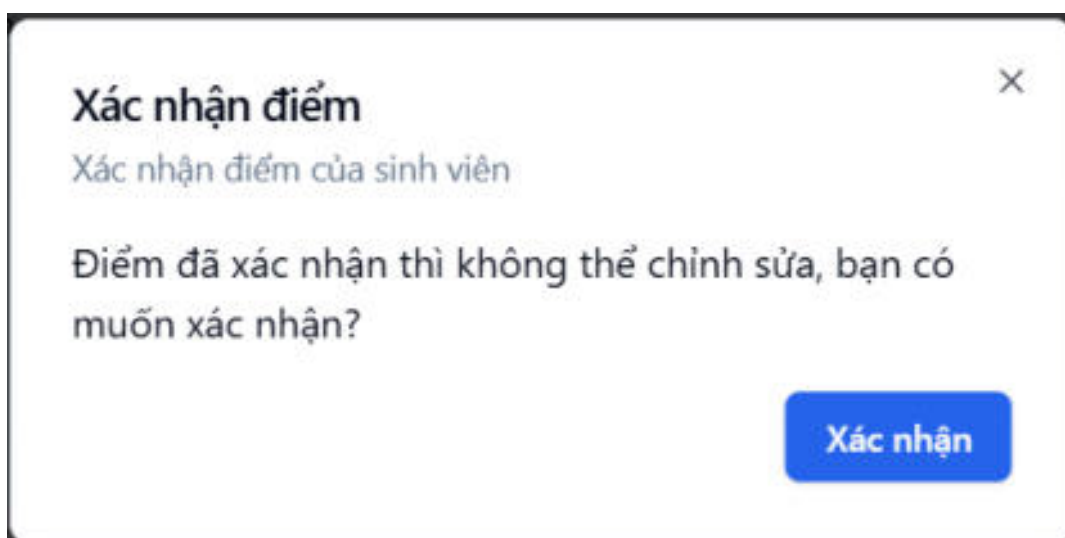 Xác nhận điểm
Xác nhận điểm của sinh viên
Điểm đã xác nhận thì không thể chỉnh sửa, bạn có
muốn xác nhận?
Xác nhận